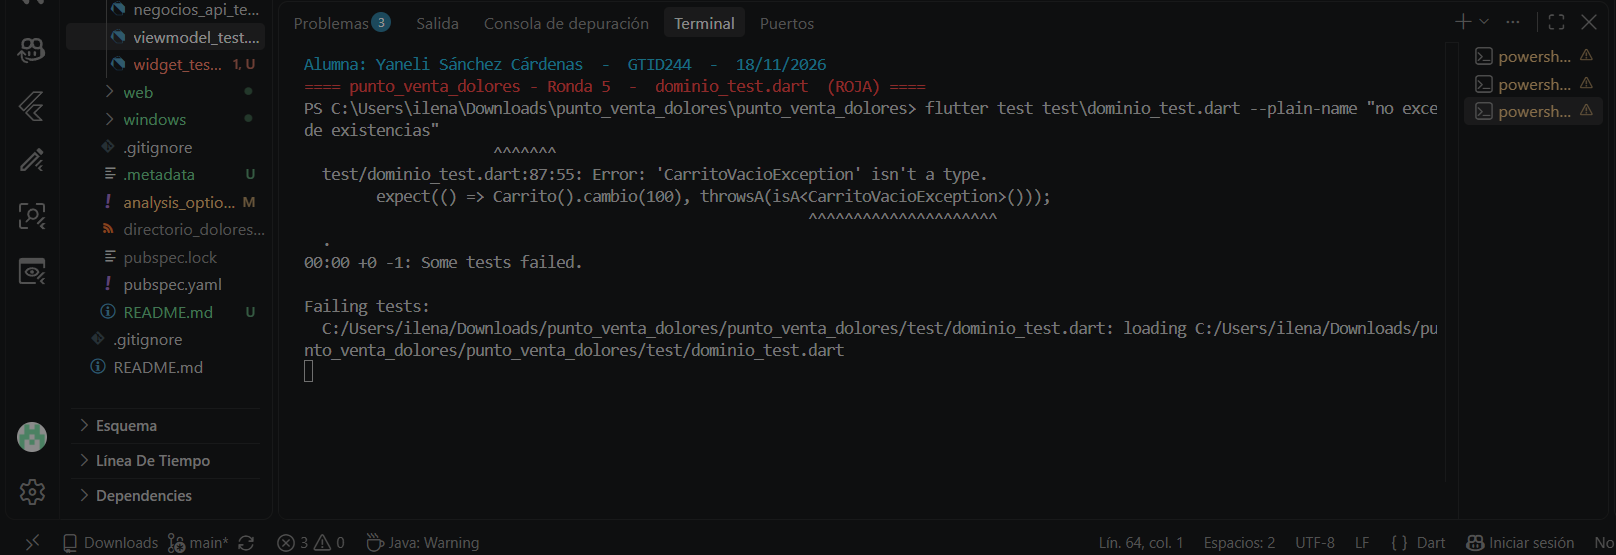 negocios_api_te...
viewmodel_test....
widget_tes... 1, U
web
windows
.gitignore
.metadata U
analysis_optio... M
directorio_dolores...
pubspec.lock
pubspec.yaml
README.md U
.gitignore
README.md
Esquema
Línea De Tiempo
Dependencies
Problemas 3 Salida Consola de depuración Terminal Puertos
Alumna: Yaneli Sánchez Cárdenas - GTID244 - 18/11/2026
==== punto_venta_dolores - Ronda 5 - dominio_test.dart (ROJA) ====
PS C:\Users\ilena\Downloads\punto_venta_dolores\punto_venta_dolores> flutter test test\dominio_test.dart --plain-name "no exce
de existencias"
^^^^^^^
test/dominio_test.dart:87:55: Error: 'CarritoVacioException' isn't a type.
expect(() => Carrito().cambio(100), throwsA(isA<CarritoVacioException>()));
^^^^^^^^^^^^^^^^^^^^^
.
00:00 +0 -1: Some tests failed.
Failing tests:
C:/Users/ilena/Downloads/punto_venta_dolores/punto_venta_dolores/test/dominio_test.dart: loading C:/Users/ilena/Downloads/pu
nto_venta_dolores/punto_venta_dolores/test/dominio_test.dart
powersh...
powersh...
powersh...
Downloads main* 3 0 Java: Warning Lín. 64, col. 1 Espacios: 2 UTF-8 LF { } Dart Iniciar sesión No